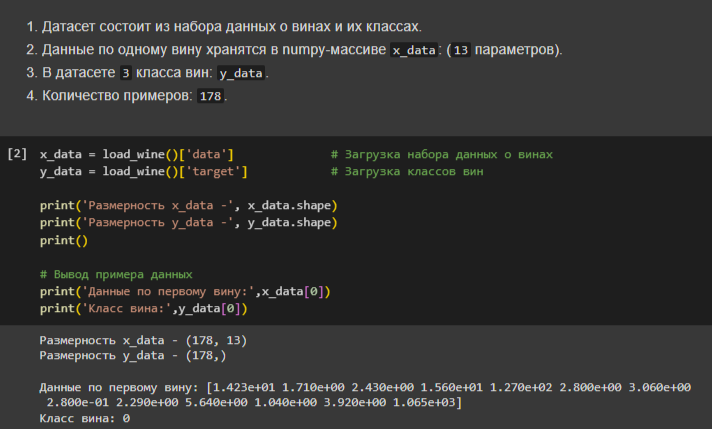 1. Датасет состоит из набора данных о винах и их классах.
2. Данные по одному вину хранятся в numpy-массиве x_data: (13 параметров).
3. В датасете 3 класса вин: y_data.
4. Количество примеров: 178.
[2] x_data = load_wine()['data'] # Загрузка набора данных о винах
y_data = load_wine()['target'] # Загрузка классов вин
print('Размерность x_data -', x_data.shape)
print('Размерность y_data -', y_data.shape)
print()
# Вывод примера данных
print('Данные по первому вину:',x_data[0])
print('Класс вина:',y_data[0])
Размерность x_data - (178, 13)
Размерность y_data - (178,)
Данные по первому вину: [1.423e+01 1.710e+00 2.430e+00 1.560e+01 1.270e+02 2.800e+00 3.060e+00
2.800e-01 2.290e+00 5.640e+00 1.040e+00 3.920e+00 1.065e+03]
Класс вина: 0